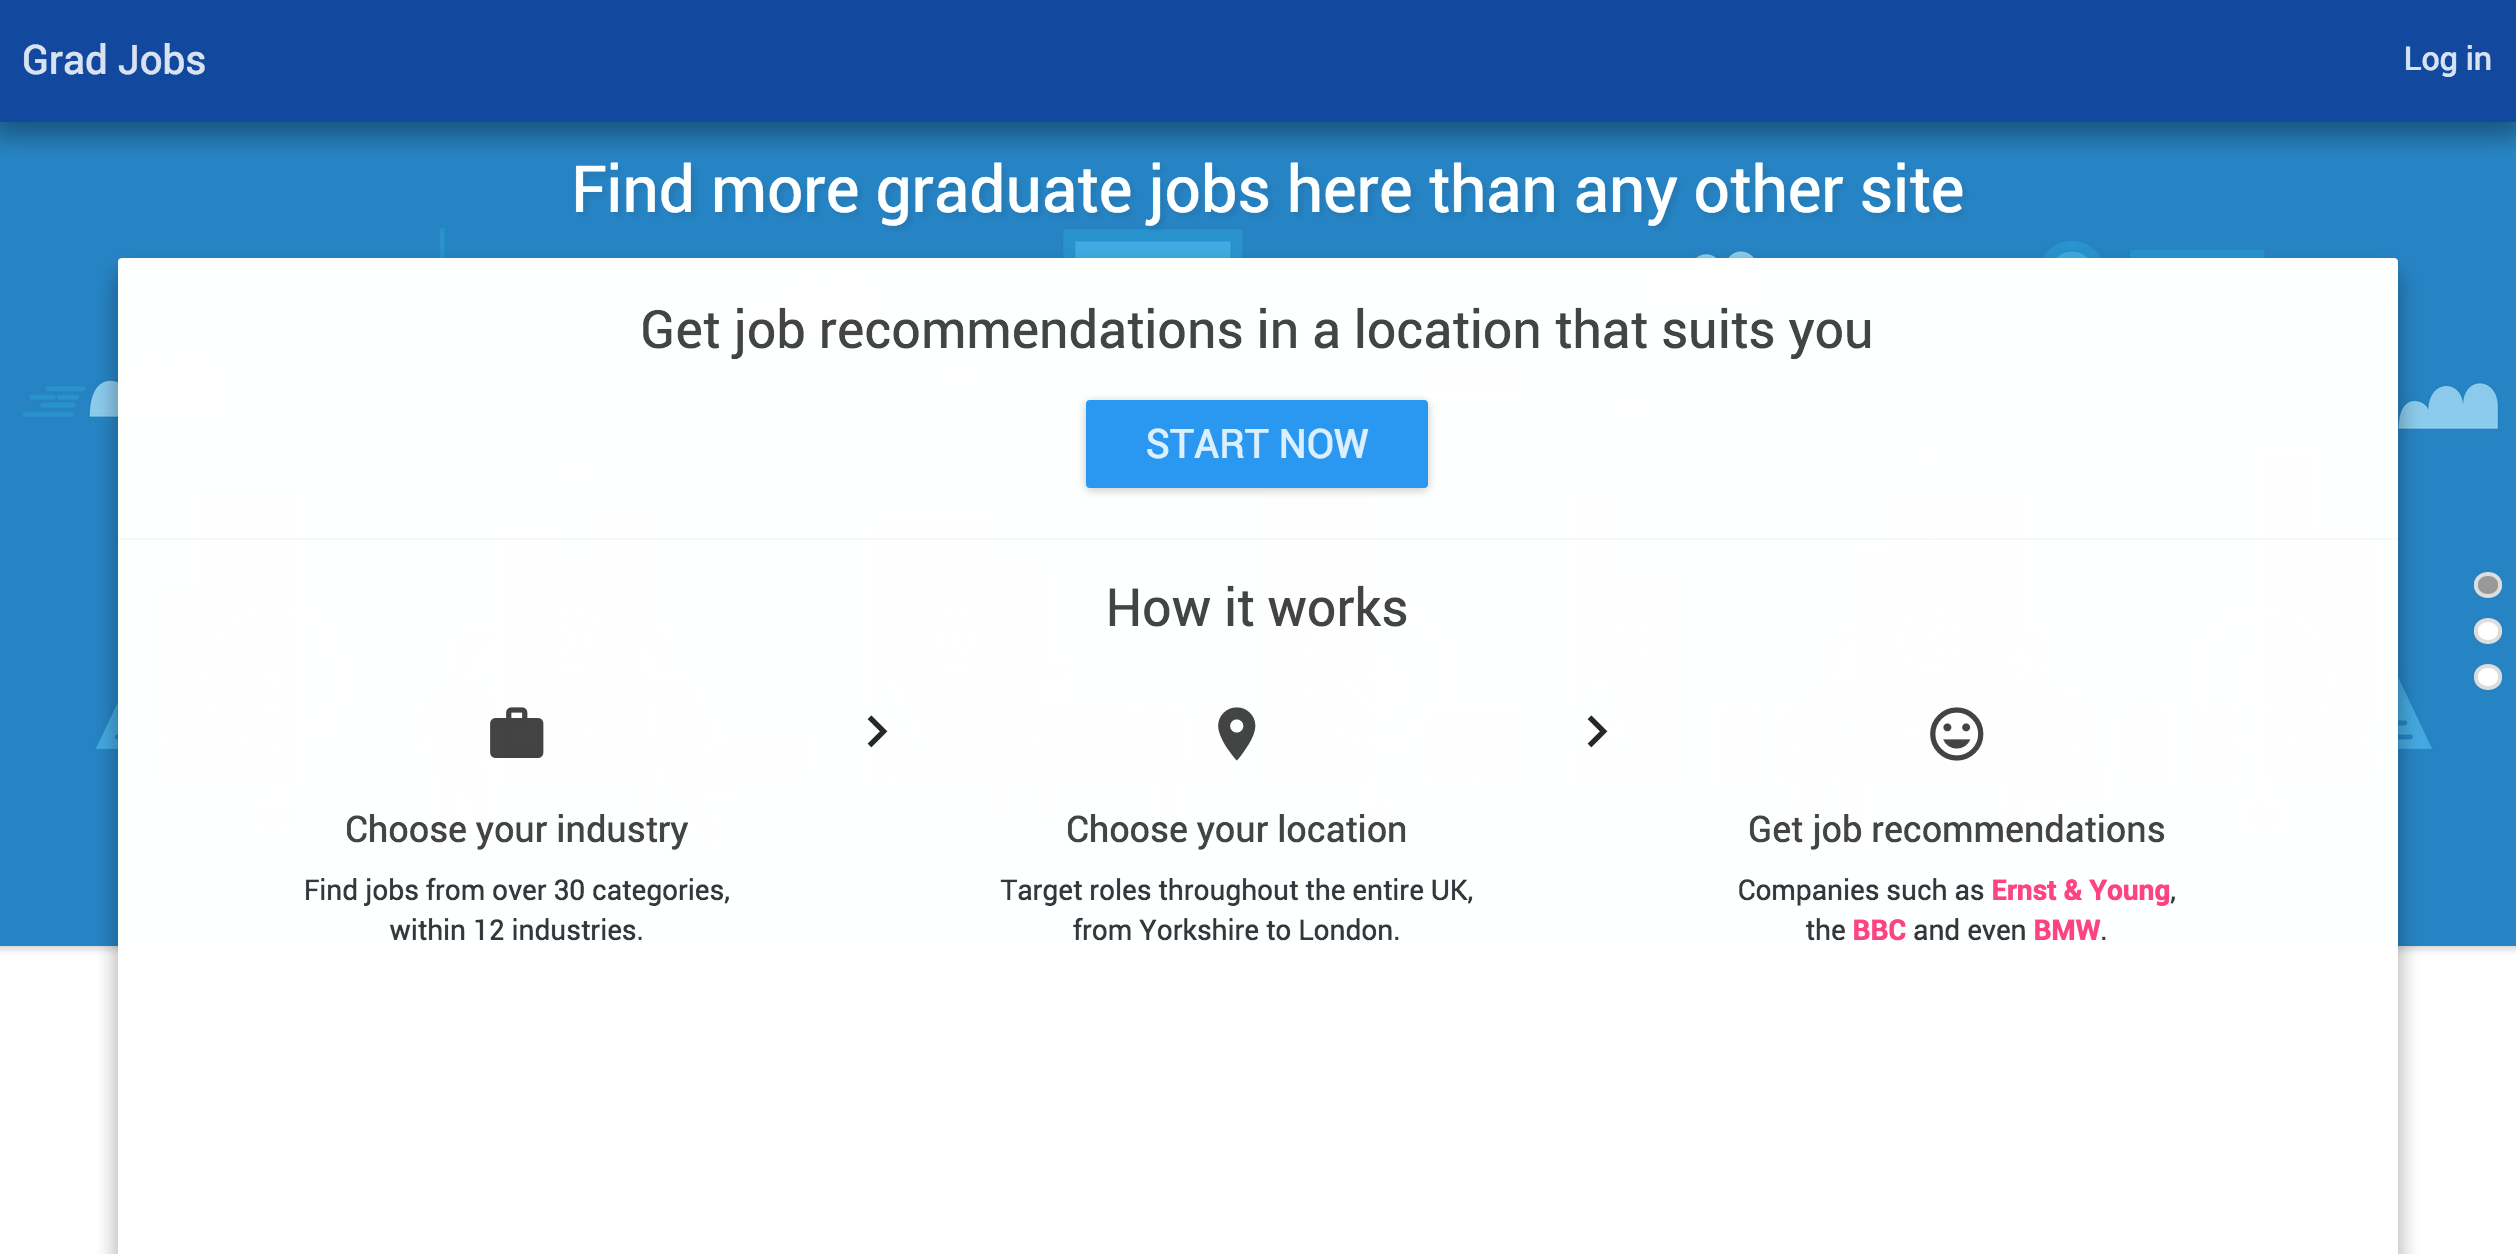 Grad Jobs
Log in
Find more graduate jobs here than any other site
Get job recommendations in a location that suits you
START NOW
How it works
Choose your industry
Find jobs from over 30 categories,
within 12 industries.
Choose your location
Target roles throughout the entire UK,
from Yorkshire to London.
Get job recommendations
Companies such as Ernst & Young,
the BBC and even BMW.